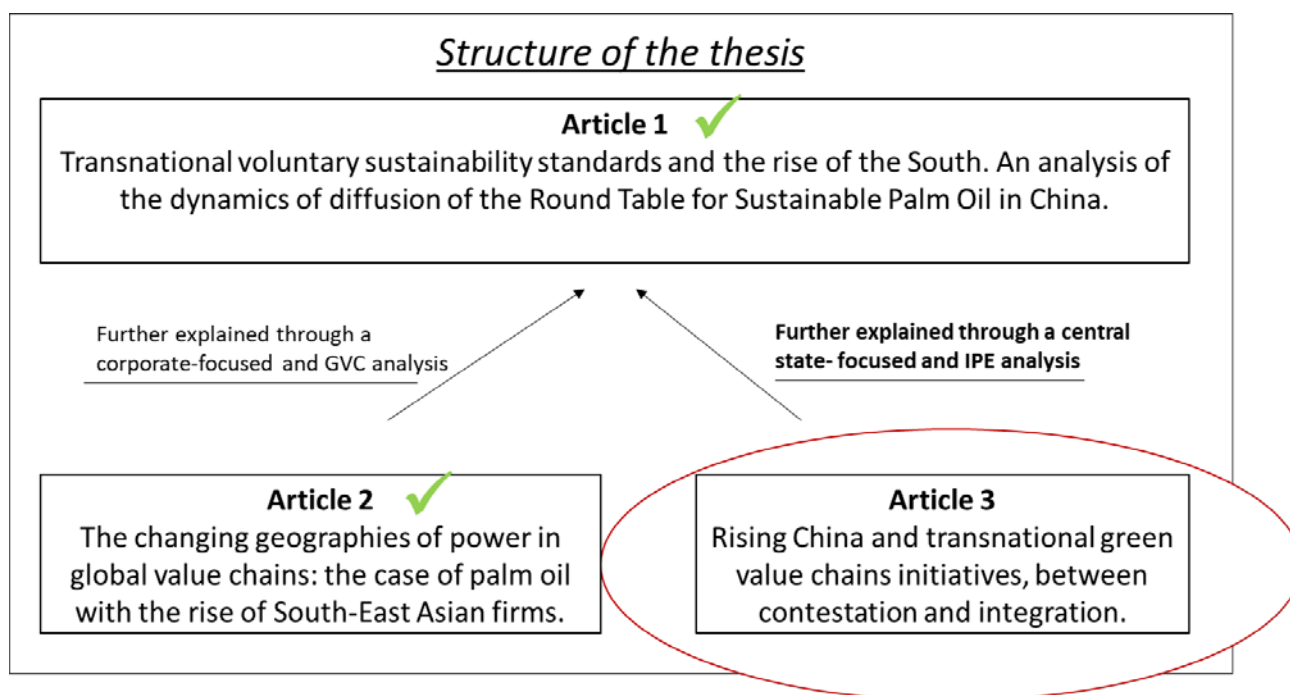 Structure of the thesis
Article 1
Transnational voluntary sustainability standards and the rise of the South. An analysis of
the dynamics of diffusion of the Round Table for Sustainable Palm Oil in China.
Further explained through a
corporate-focused and GVC analysis
Further explained through a central
state- focused and IPE analysis
Article 2
The changing geographies of power in
global value chains: the case of palm oil
with the rise of South-East Asian firms.
Article 3
Rising China and transnational green
value chains initiatives, between
contestation and integration.